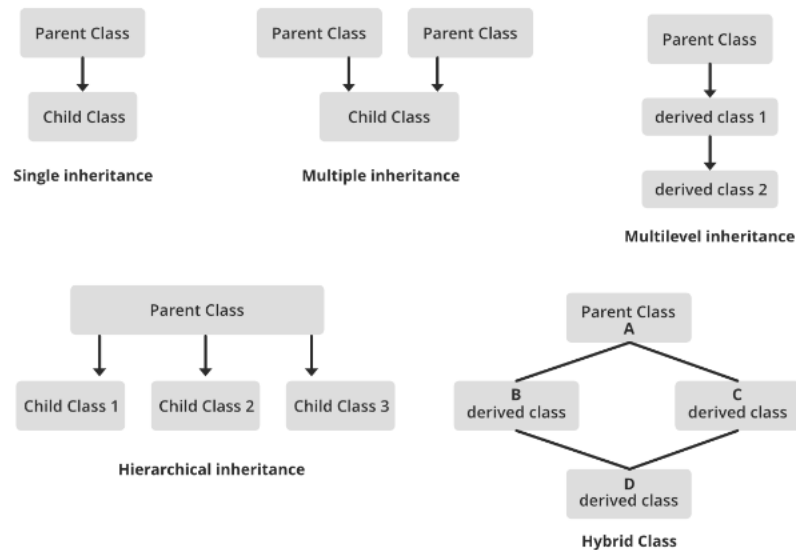 Parent Class
Child Class
Single inheritance
Parent Class
Parent Class
Child Class
Multiple inheritance
Parent Class
derived class 1
derived class 2
Multilevel inheritance
Parent Class
Child Class 1
Child Class 2
Child Class 3
Hierarchical inheritance
Parent Class
A
B
derived class
C
derived class
D
derived class
Hybrid Class